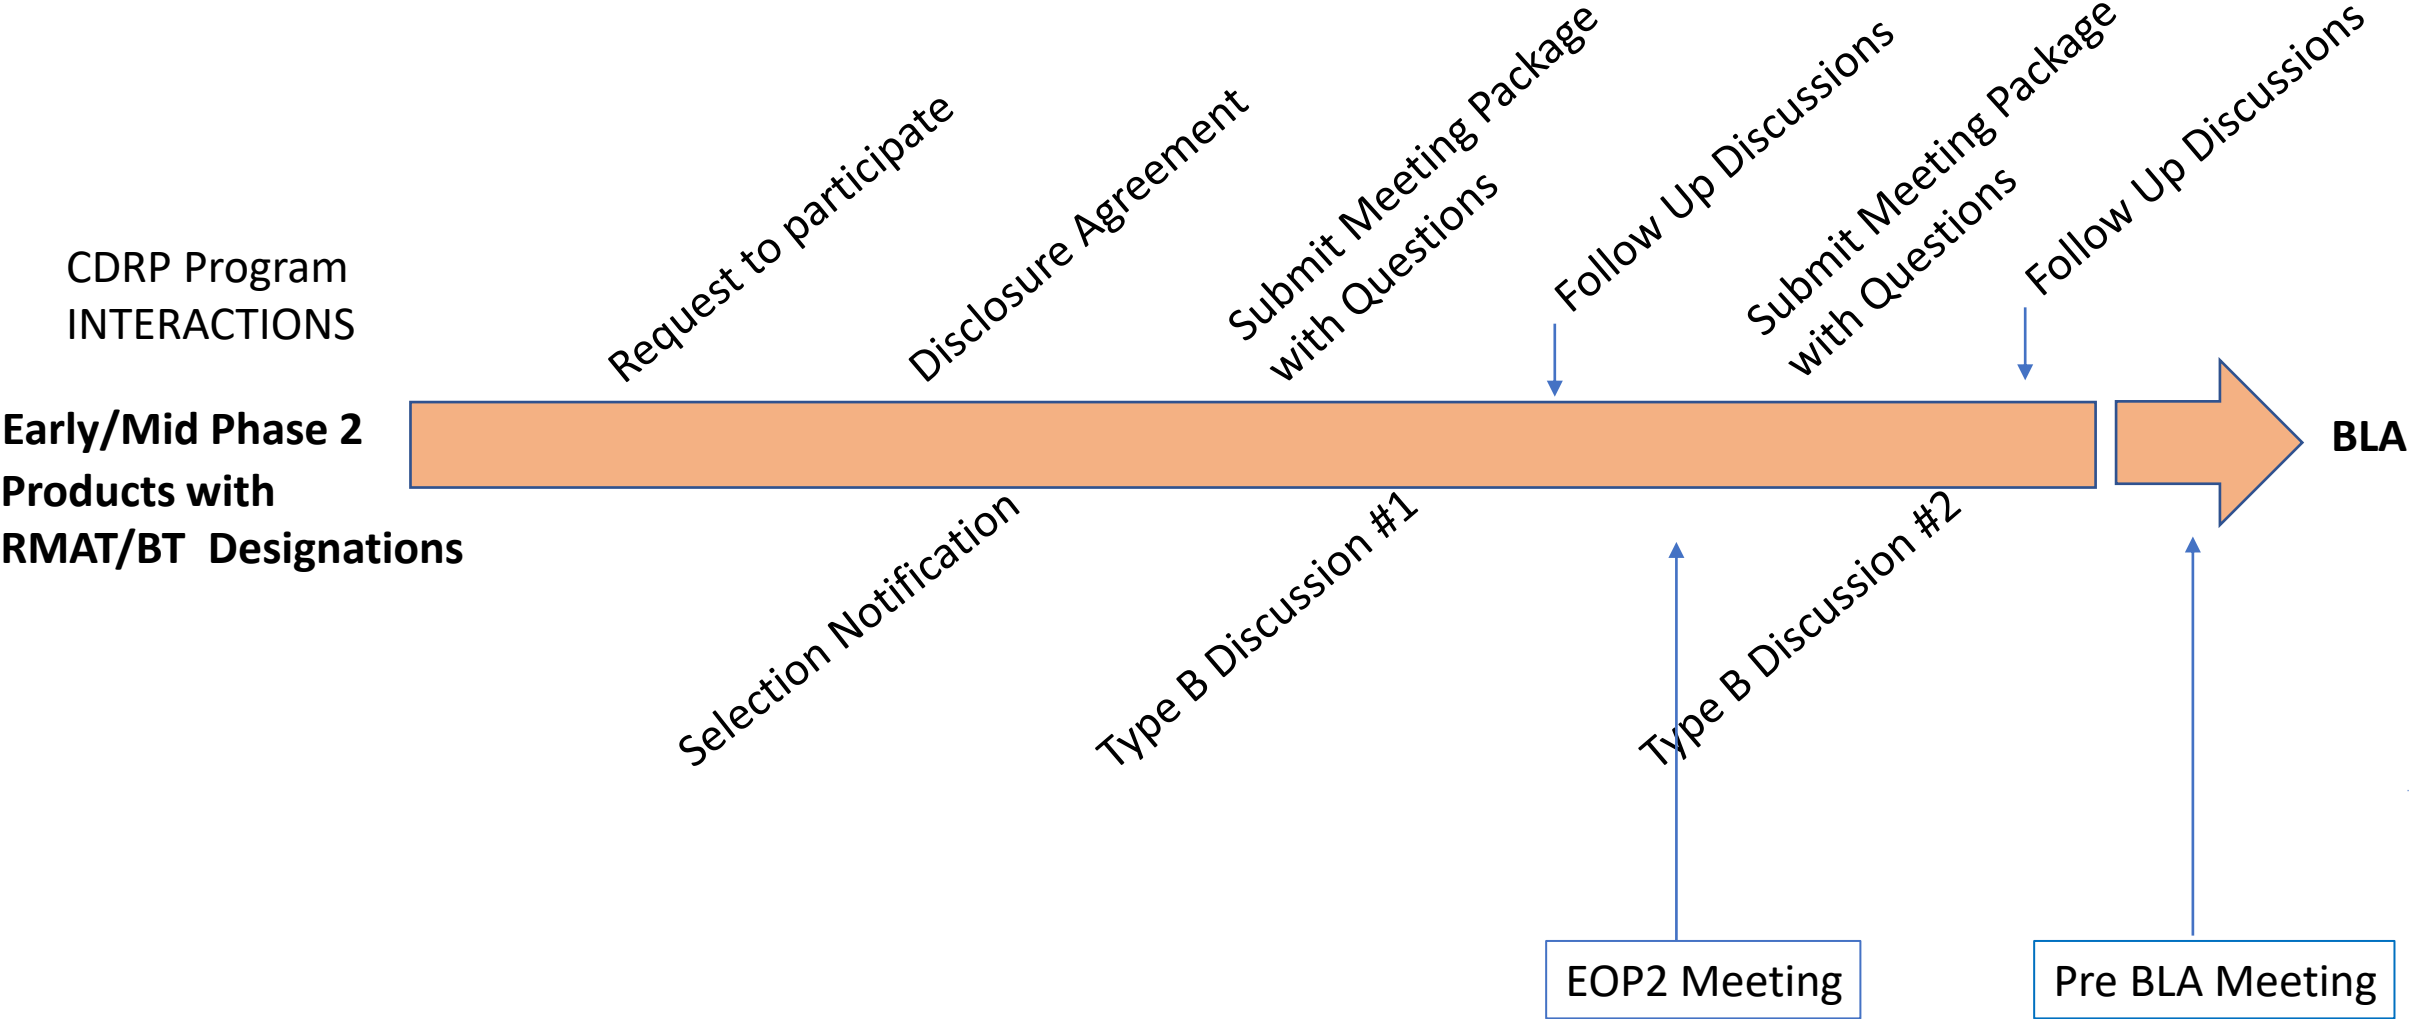 CDRP Program
INTERACTIONS
Request to participate
Disclosure Agreement
Submit Meeting Package
with Questions
Follow Up Discussions
Submit Meeting Package
with Questions
Follow Up Discussions
Early/Mid Phase 2
Products with
RMAT/BT Designations
BLA
Selection Notification
Type B Discussion #1
Type B Discussion #2
EOP2 Meeting
Pre BLA Meeting